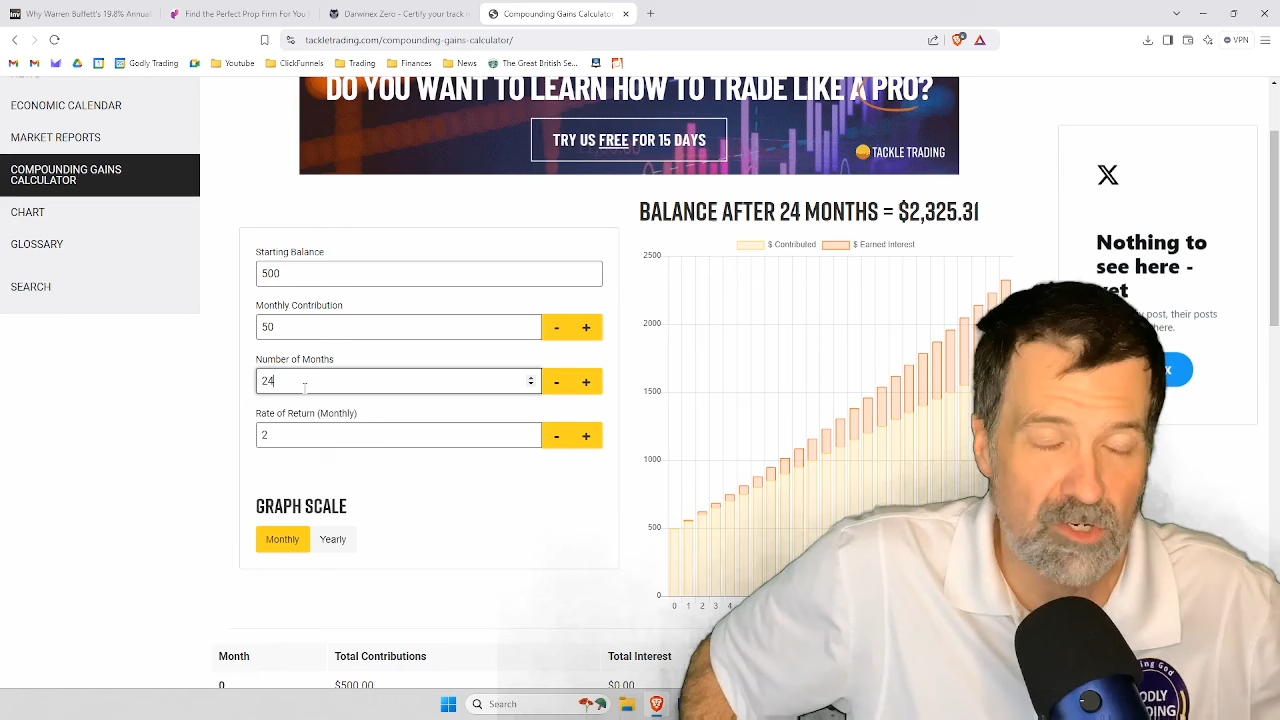 Why Warren Buffett's 19.8% Annual
Find the Perfect Prop Firm For You
Darwinex Zero - Certify your track r
Compounding Gains Calculator
tackletrading.com/compounding-gains-calculator/
VPN
Godly Trading
Youtube
ClickFunnels
Trading
Finances
News
The Great British Se...
ECONOMIC CALENDAR
MARKET REPORTS
COMPOUNDING GAINS
CALCULATOR
CHART
GLOSSARY
SEARCH
DO YOU WANT TO LEARN HOW TO TRADE LIKE A PRO?
TRY US FREE FOR 15 DAYS
TACKLE TRADING
Starting Balance
500
Monthly Contribution
50
- +
Number of Months
24
- +
Rate of Return (Monthly)
2
- +
GRAPH SCALE
Monthly Yearly
BALANCE AFTER 24 MONTHS = $2,325.31
$ Contributed $ Earned Interest
2500
2000
1500
1000
500
0
0 1 2 3 4
X
Nothing to
see here -
yet
post, their posts
here.
X
Month Total Contributions Total Interest
0 $500.00 $0.00
Search
ing God
ODLY
DING